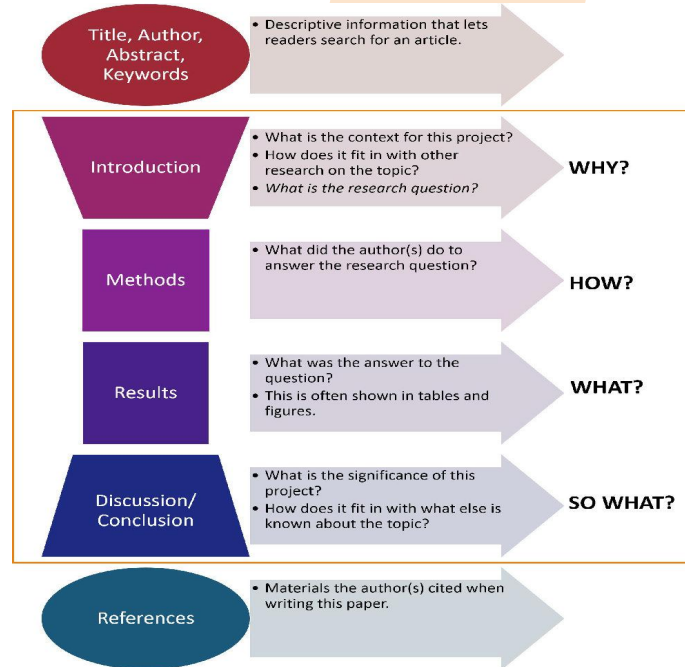 Title, Author,
Abstract,
Keywords
• Descriptive information that lets
readers search for an article.
Introduction
• What is the context for this project?
• How does it fit in with other
research on the topic?
• What is the research question?
WHY?
Methods
• What did the author(s) do to
answer the research question?
HOW?
Results
• What was the answer to the
question?
• This is often shown in tables and
figures.
WHAT?
Discussion/
Conclusion
• What is the significance of this
project?
• How does it fit in with what else is
known about the topic?
SO WHAT?
References
• Materials the author(s) cited when
writing this paper.